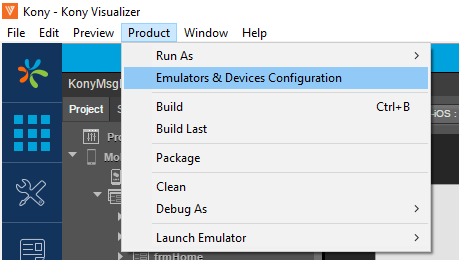 Kony - Kony Visualizer
File Edit Preview Product Window Help
Run As
Emulators & Devices Configuration
KonyMsgl
Build Ctrl+B
Project
iOS :
Build Last
Pro
Package
Mo
Clean
Debug As
Launch Emulator
frmHome